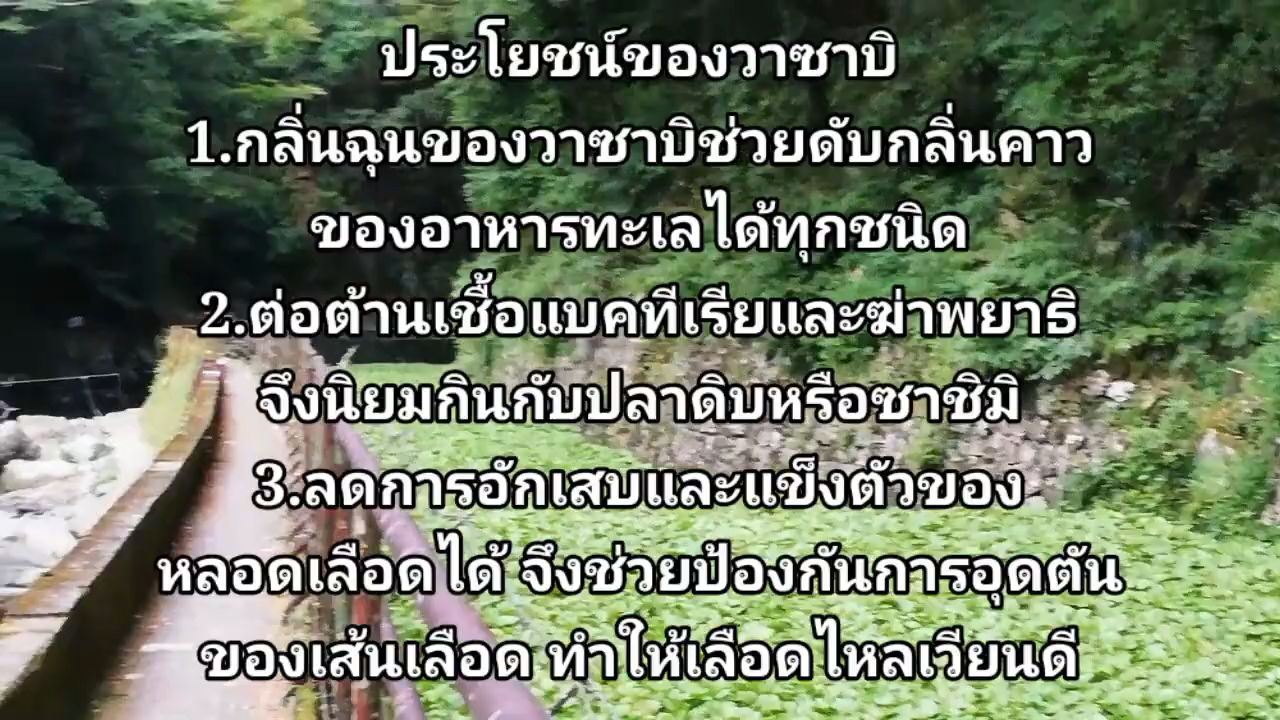 ประโยชน์ของวาซาบิ
1.กลิ่นฉุนของวาซาบิช่วยดับกลิ่นคาว
ของอาหารทะเลได้ทุกชนิด
2.ต่อต้านเชื้อแบคทีเรียและฆ่าพยาธิ
จึงนิยมกินกับปลาดิบหรือซาชิมิ
3.ลดการอักเสบและแข็งตัวของ
หลอดเลือดได้ จึงช่วยป้องกันการอุดตัน
ของเส้นเลือด ทำให้เลือดไหลเวียนดี